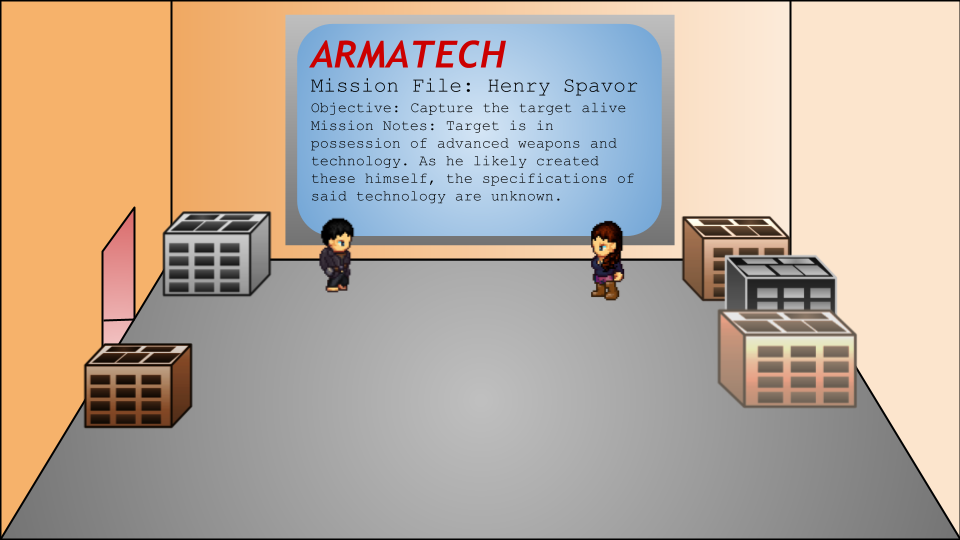 ARMATECH
Mission File: Henry Spavor
Objective: Capture the target alive
Mission Notes: Target is in
possession of advanced weapons and
technology. As he likely created
these himself, the specifications of
said technology are unknown.